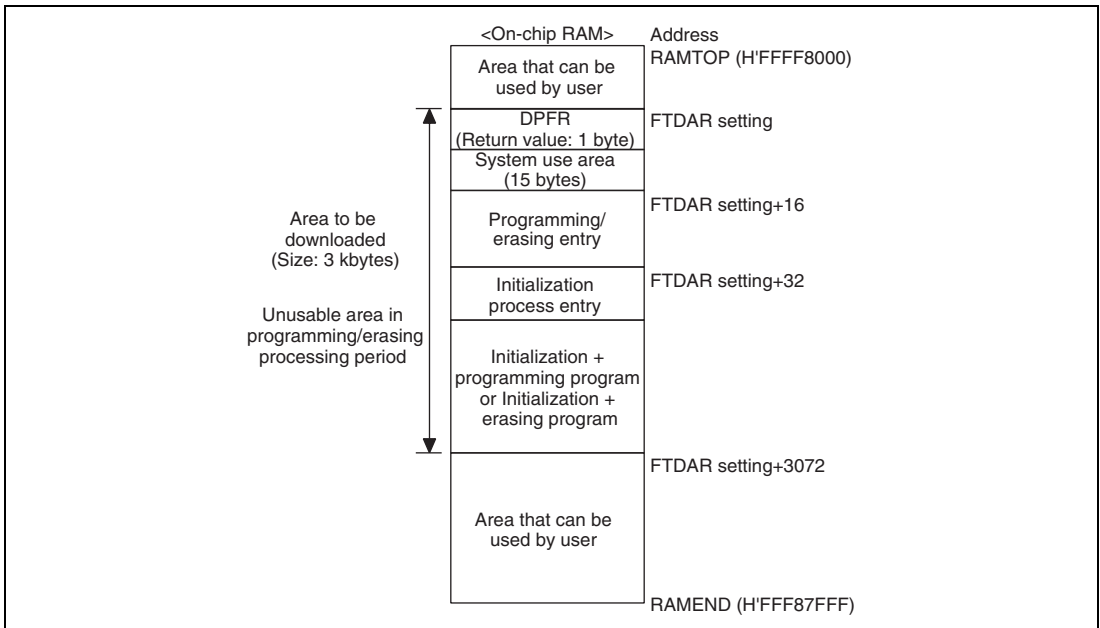 <On-chip RAM>
Address
RAMTOP (H'FFFF8000)
Area that can be
used by user
DPFR
(Return value: 1 byte)
FTDAR setting
System use area
(15 bytes)
FTDAR setting+16
Programming/
erasing entry
Area to be
downloaded
(Size: 3 kbytes)
FTDAR setting+32
Initialization
process entry
Unusable area in
programming/erasing
processing period
Initialization +
programming program
or Initialization +
erasing program
FTDAR setting+3072
Area that can be
used by user
RAMEND (H'FFF87FFF)